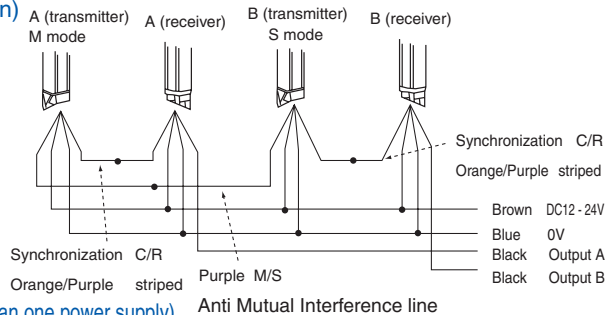 n)
A (transmitter)
M mode
A (receiver)
B (transmitter)
S mode
B (receiver)
Synchronization C/R
Orange/Purple striped
Brown DC12 - 24V
Blue 0V
Black Output A
Black Output B
Synchronization C/R
Orange/Purple striped
Purple M/S
an one power supply)
Anti Mutual Interference line